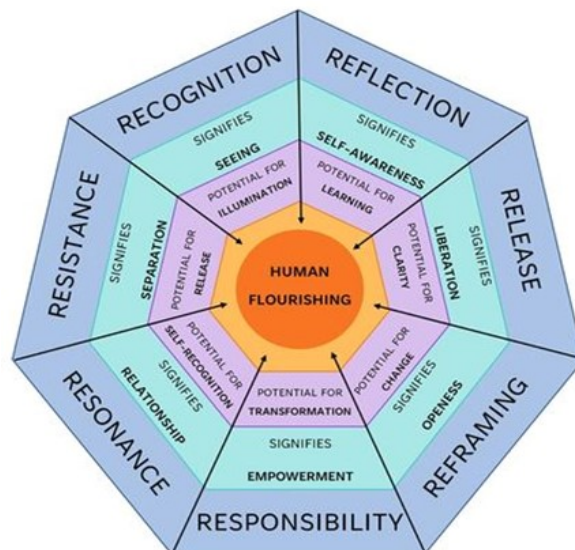 RECOGNITION
SIGNIFIES
SEEING
POTENTIAL FOR
ILLUMINATION
REFLECTION
SIGNIFIES
SELF-AWARENESS
POTENTIAL FOR
LEARNING
RELEASE
SIGNIFIES
LIBERATION
POTENTIAL FOR
CLARITY
REFRAMING
SIGNIFIES
OPENESS
POTENTIAL FOR
CHANGE
RESPONSIBILITY
SIGNIFIES
EMPOWERMENT
POTENTIAL FOR
TRANSFORMATION
RESONANCE
SIGNIFIES
RELATIONSHIP
POTENTIAL FOR
SELF-RECOGNITION
RESISTANCE
SIGNIFIES
SEPARATION
POTENTIAL FOR
RELEASE
HUMAN
FLOURISHING